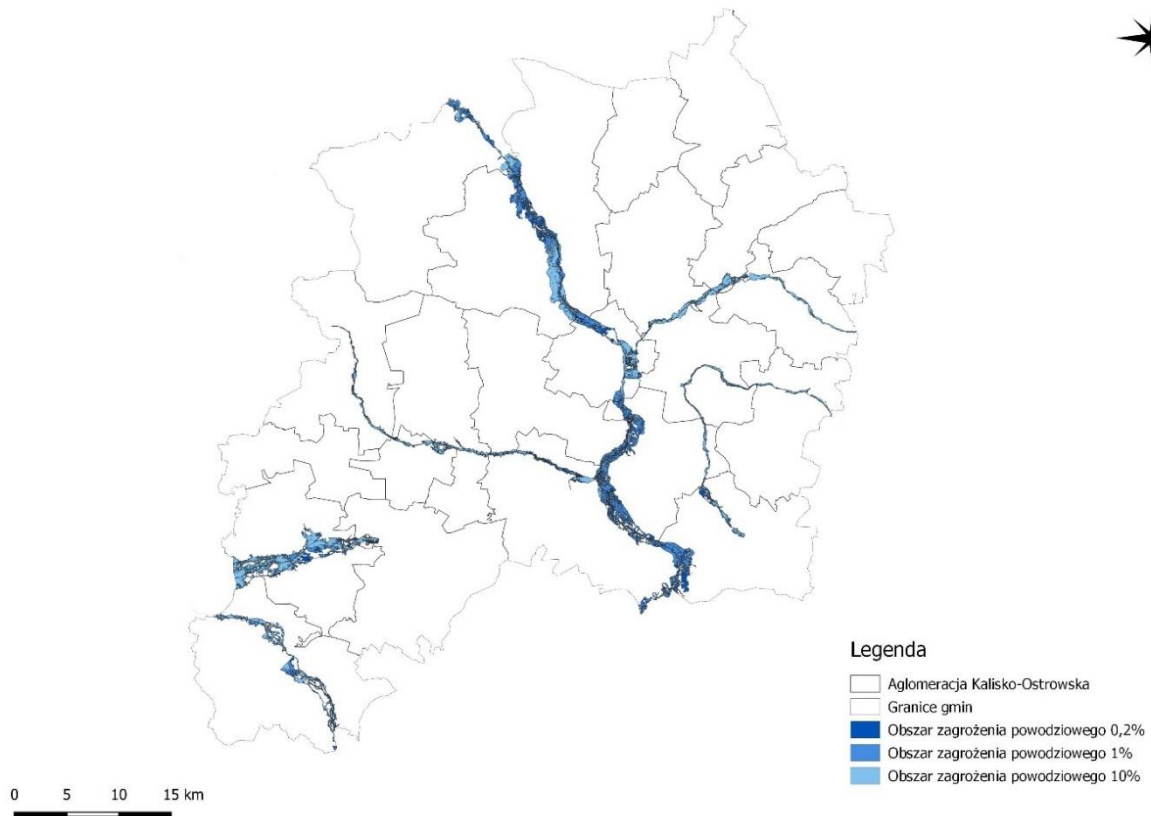 Legenda
Aglomeracja Kalisko-Ostrowska
Granice gmin
Obszar zagrożenia powodziowego 0,2%
Obszar zagrożenia powodziowego 1%
Obszar zagrożenia powodziowego 10%
0 5 10 15 km